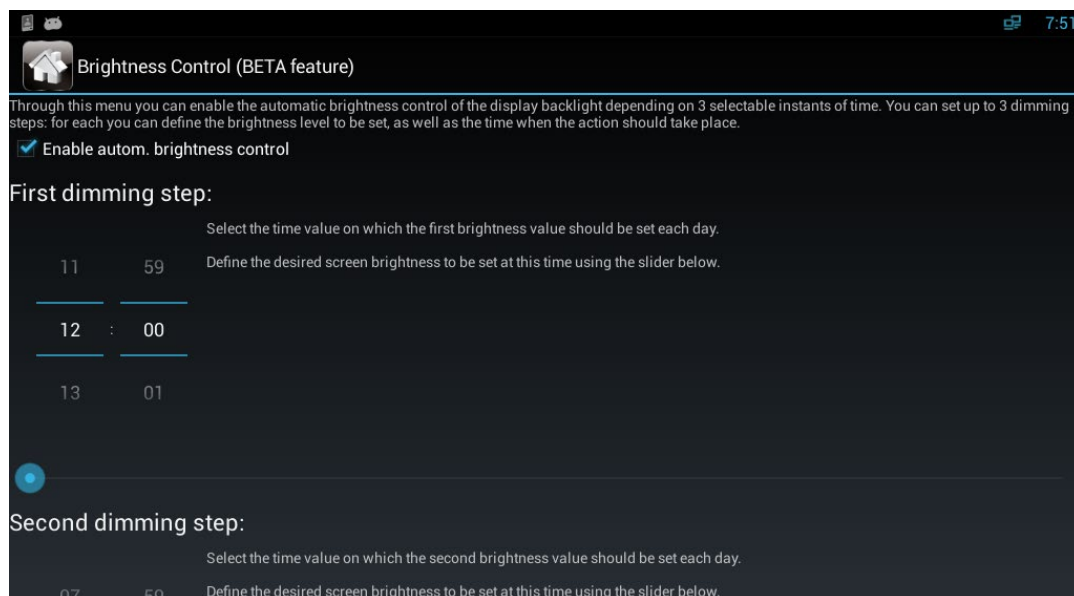 7:51
Brightness Control (BETA feature)
Through this menu you can enable the automatic brightness control of the display backlight depending on 3 selectable instants of time. You can set up to 3 dimming
steps: for each you can define the brightness level to be set, as well as the time when the action should take place.
Enable autom. brightness control
First dimming step:
Select the time value on which the first brightness value should be set each day.
Define the desired screen brightness to be set at this time using the slider below.
11 59
12 : 00
13 01
Second dimming step:
Select the time value on which the second brightness value should be set each day.
Define the desired screen brightness to be set at this time using the slider below.